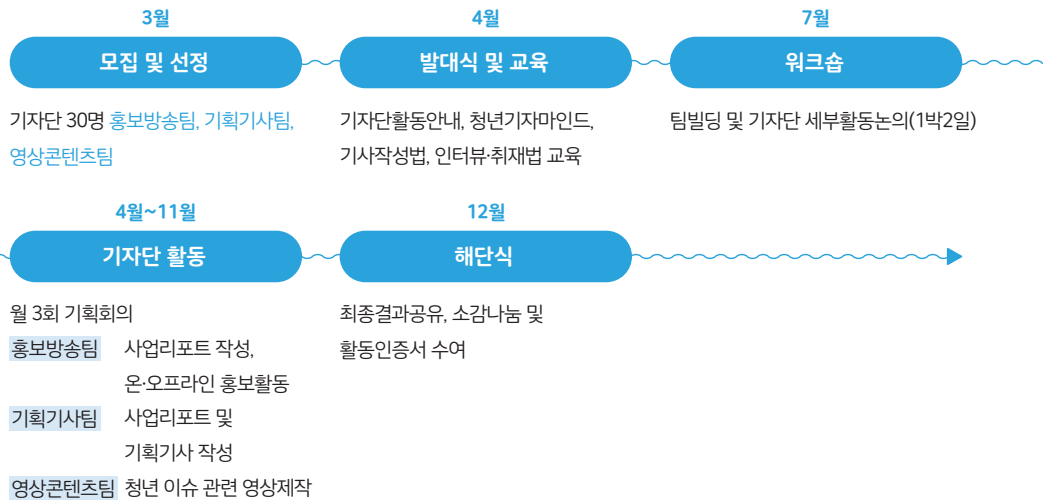 3월
모집 및 선정
기자단 30명 홍보방송팀, 기획기사팀,
영상콘텐츠팀
4월
발대식 및 교육
기자단활동안내, 청년기자마인드,
기사작성법, 인터뷰·취재법 교육
7월
워크숍
팀빌딩 및 기자단 세부활동논의(1박2일)
4월~11월
기자단 활동
월 3회 기획회의
홍보방송팀 사업리포트 작성,
온·오프라인 홍보활동
기획기사팀 사업리포트 및
기획기사 작성
영상콘텐츠팀 청년 이슈 관련 영상제작
12월
해단식
최종결과공유, 소감나눔 및
활동인증서 수여